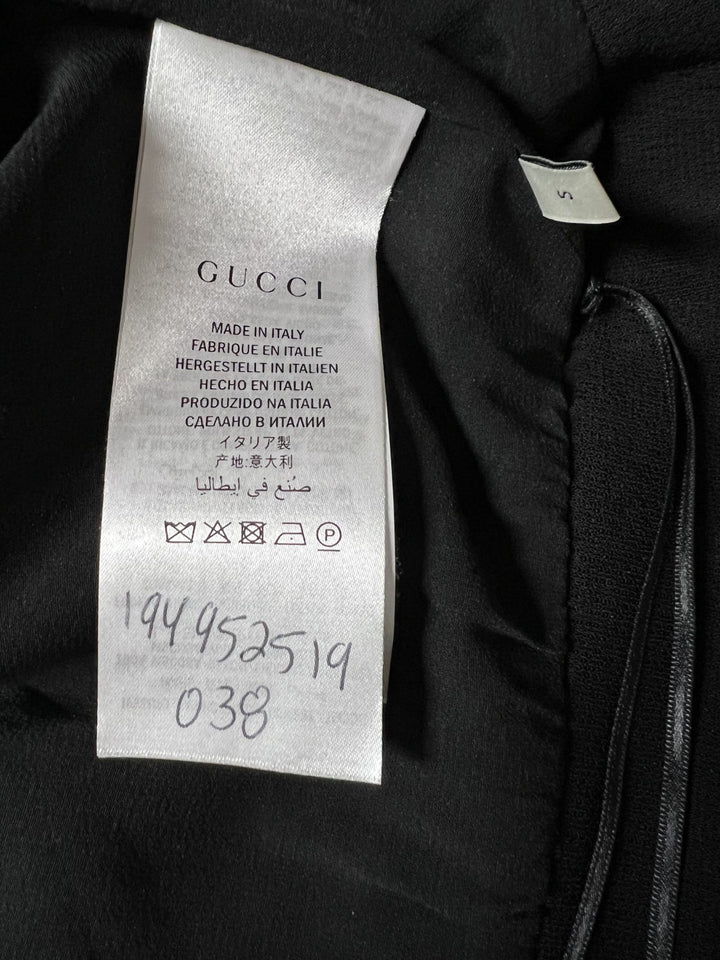 GUCCI
MADE IN ITALY
FABRIQUE EN ITALIE
HERGESTELLT IN ITALIEN
HECHO EN ITALIA
PRODUZIDO NA ITALIA
СДЕЛАНО В ИТАЛИИ
イタリア製
产地:意大利
صُنع في ايطاليا
P
194952519
038
S